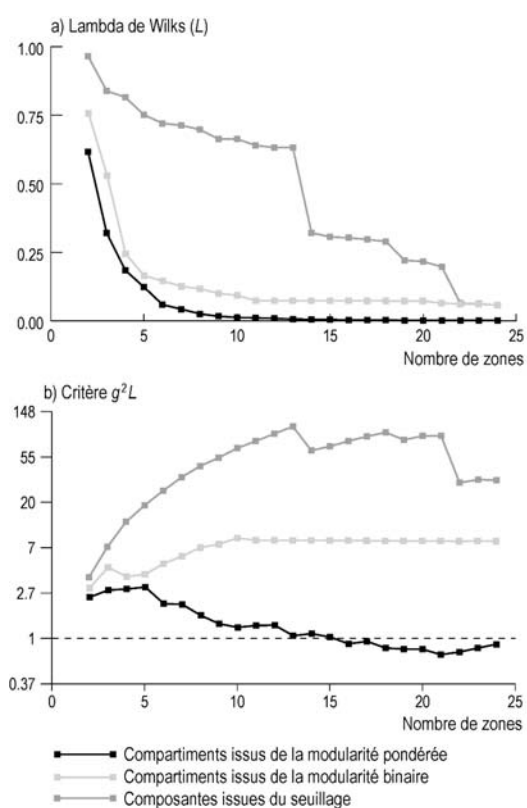 a) Lambda de Wilks (L)
1.00
0.75
0.50
0.25
0.00
0 5 10 15 20 25
Nombre de zones
b) Critère g²L
148
55
20
7
2.7
1
0.37
0 5 10 15 20 25
Nombre de zones
Compartiments issus de la modularité pondérée
Compartiments issus de la modularité binaire
Composantes issues du seuillage